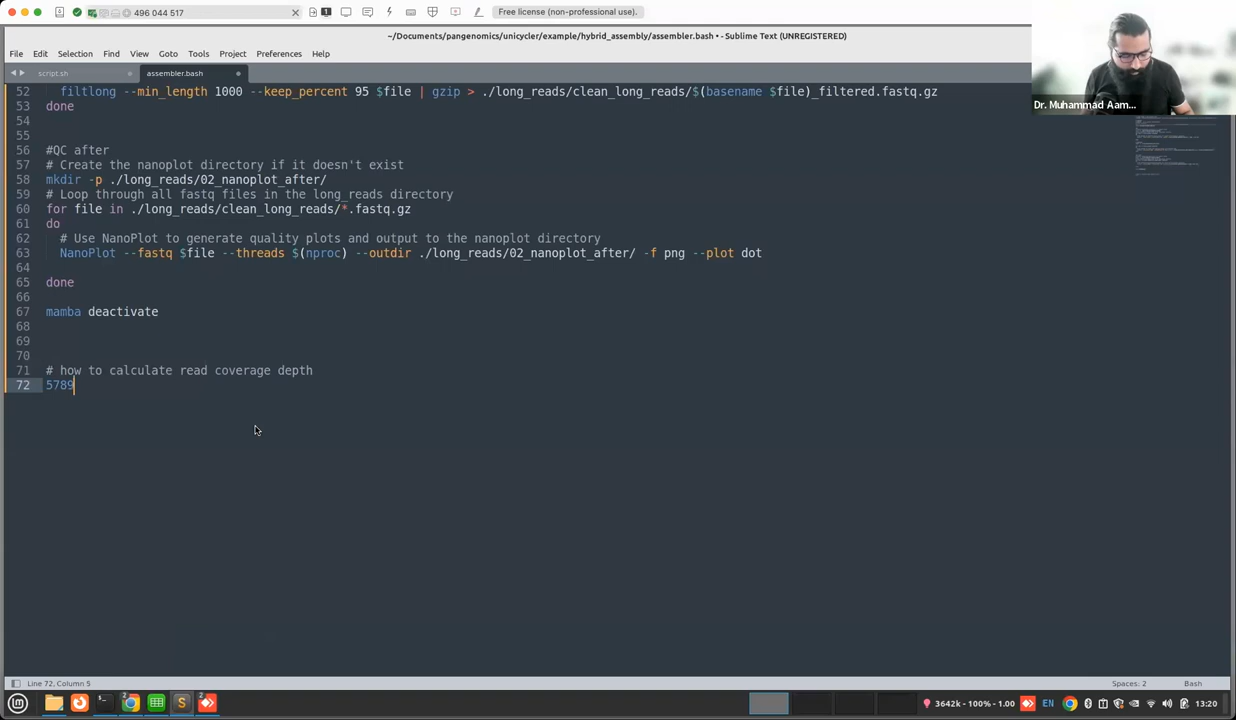 496 044 517
Free license (non-professional use).
~/Documents/pangenomics/unicycler/example/hybrid_assembly/assembler.bash • - Sublime Text (UNREGISTERED)
File Edit Selection Find Goto Tools Project Preferences Help
script.sh
assembler.bash
Dr. Muhammad Aam...
52 filtlong --min_length 1000 --keep_percent 95 $file | gzip > ./long_reads/clean_long_reads/$(basename $file)_filtered.fastq.gz
53 done
54
55
56 #QC after
57 # Create the nanoplot directory if it doesn't exist
58 mkdir -p ./long_reads/02_nanoplot_after/
59 # Loop through all fastq files in the long_reads directory
60 for file in ./long_reads/clean_long_reads/*.fastq.gz
61 do
62 # Use NanoPlot to generate quality plots and output to the nanoplot directory
63 NanoPlot --fastq $file --threads $(nproc) --outdir ./long_reads/02_nanoplot_after/ -f png --plot dot
64
65 done
66
67 mamba deactivate
68
69
70
71 # how to calculate read coverage depth
72 5789
Line 72, Column 5
Spaces: 2
Bash
3642k - 100% - 1.00
EN
13:20